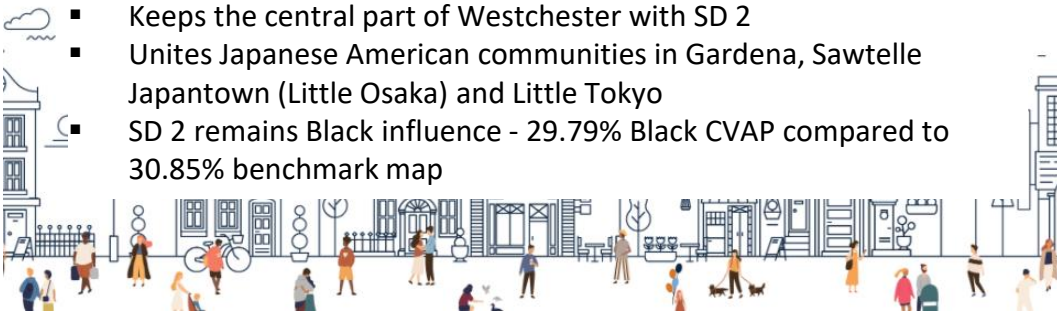 ▪ Keeps the central part of Westchester with SD 2
▪ Unites Japanese American communities in Gardena, Sawtelle
Japantown (Little Osaka) and Little Tokyo
▪ SD 2 remains Black influence - 29.79% Black CVAP compared to
30.85% benchmark map